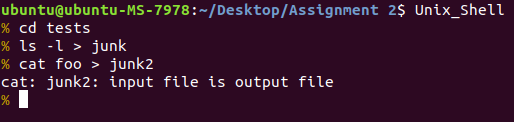 ubuntu@ubuntu-MS-7978:~/Desktop/Assignment 2$ Unix_Shell
% cd tests
% ls -l > junk
% cat foo > junk2
cat: junk2: input file is output file
%